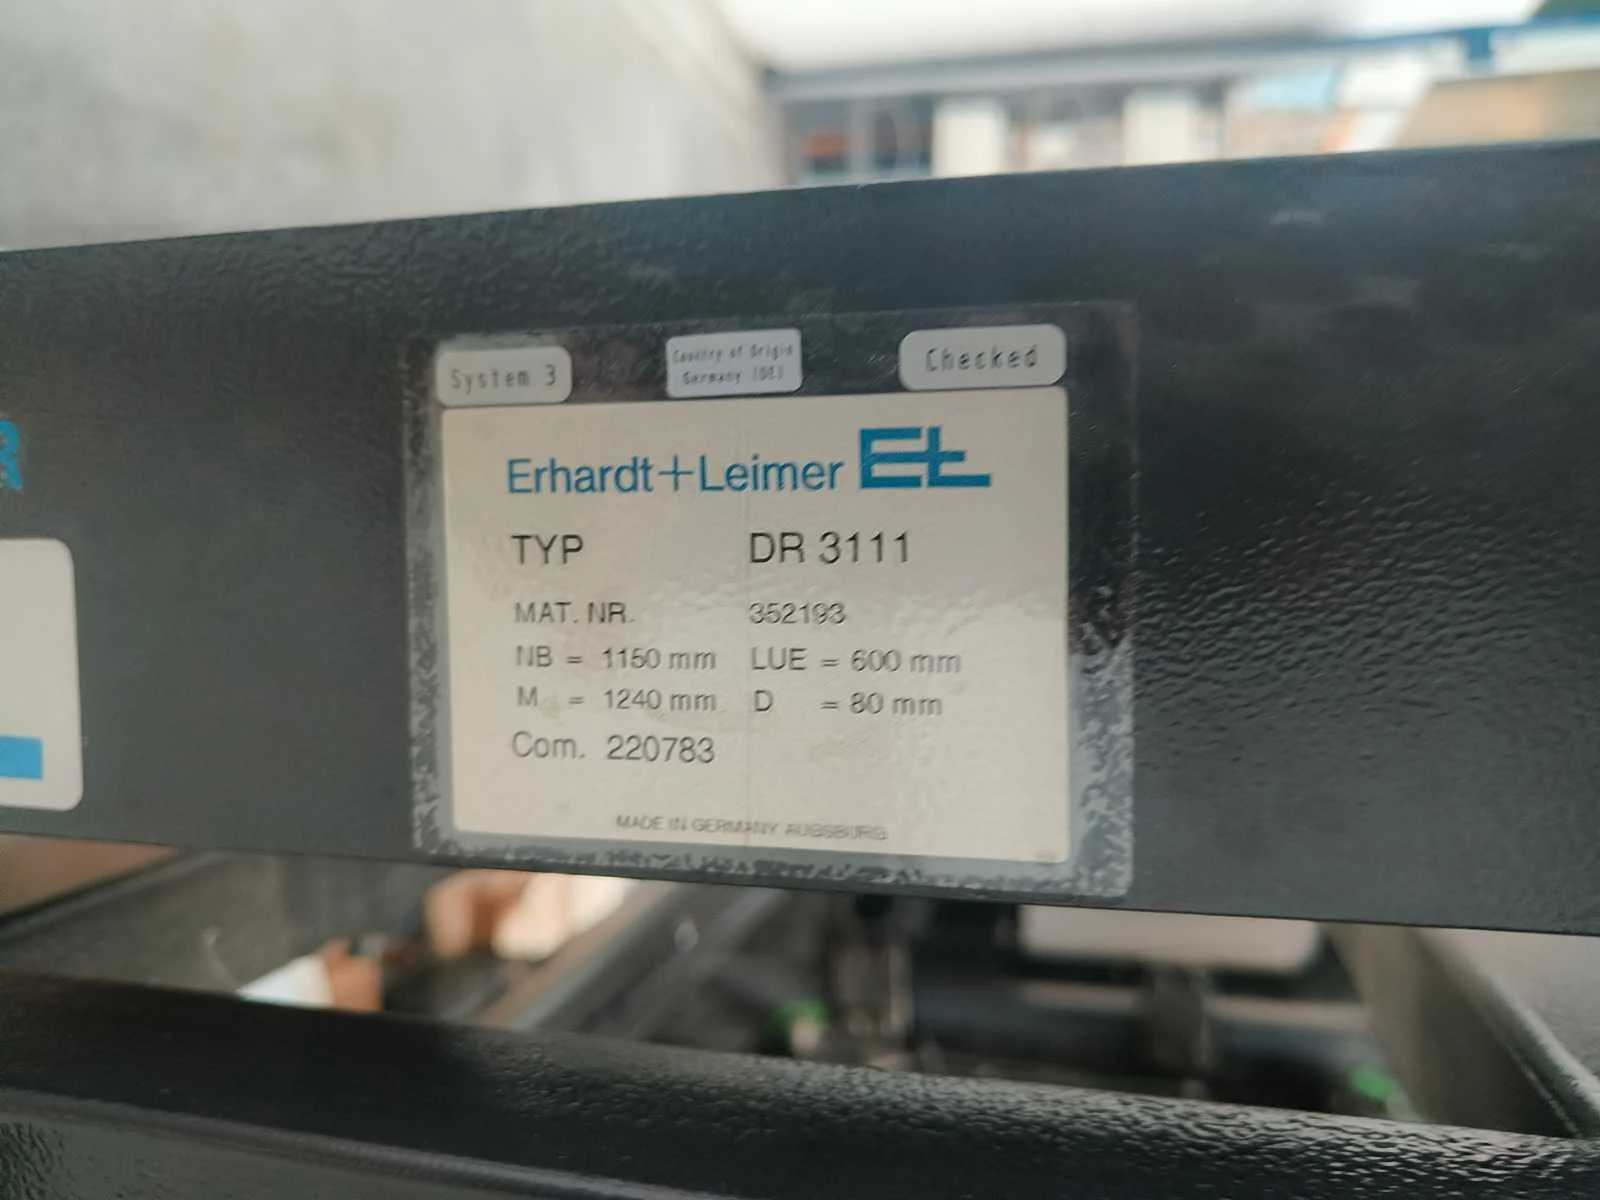 System 3
Country of Origin
Germany (DE)
Checked
R
Erhardt+Leimer EL
TYP DR 3111
MAT. NR. 352193
NB = 1150 mm LUE = 600 mm
M = 1240 mm D = 80 mm
Com. 220783
MADE IN GERMANY AUGSBURG